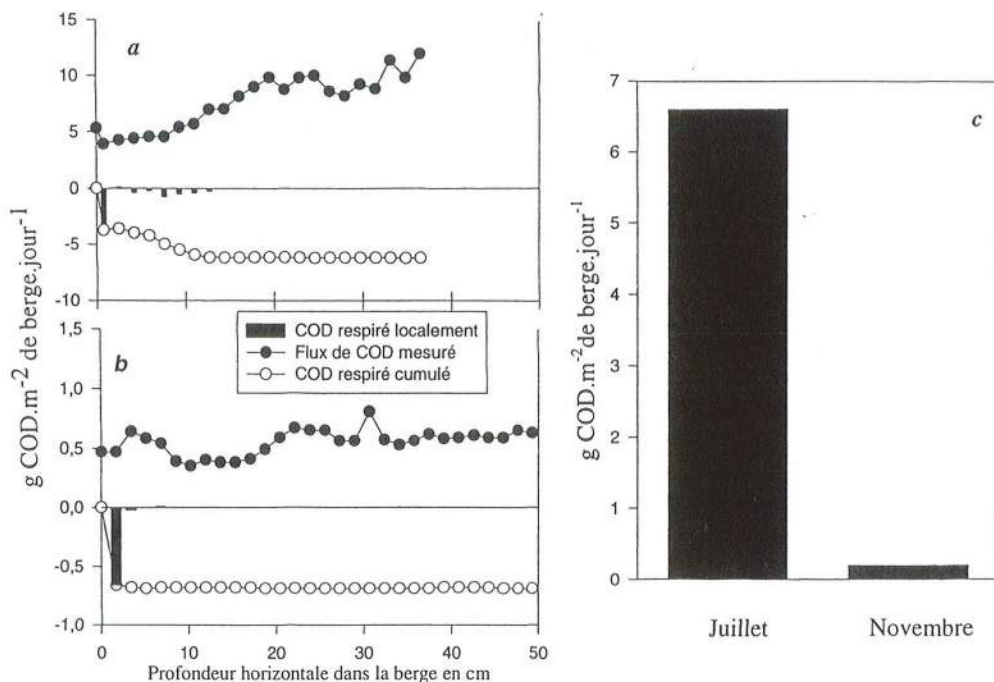 a
15
10
5
0
-5
-10
g COD.m-2 de berge.jour-1
b
1,5
1,0
0,5
0,0
-0,5
-1,0
COD respiré localement
Flux de COD mesuré
COD respiré cumulé
0 10 20 30 40 50
Profondeur horizontale dans la berge en cm
c
7
6
5
4
3
2
1
0
g COD.m-2 de berge.jour-1
Juillet Novembre